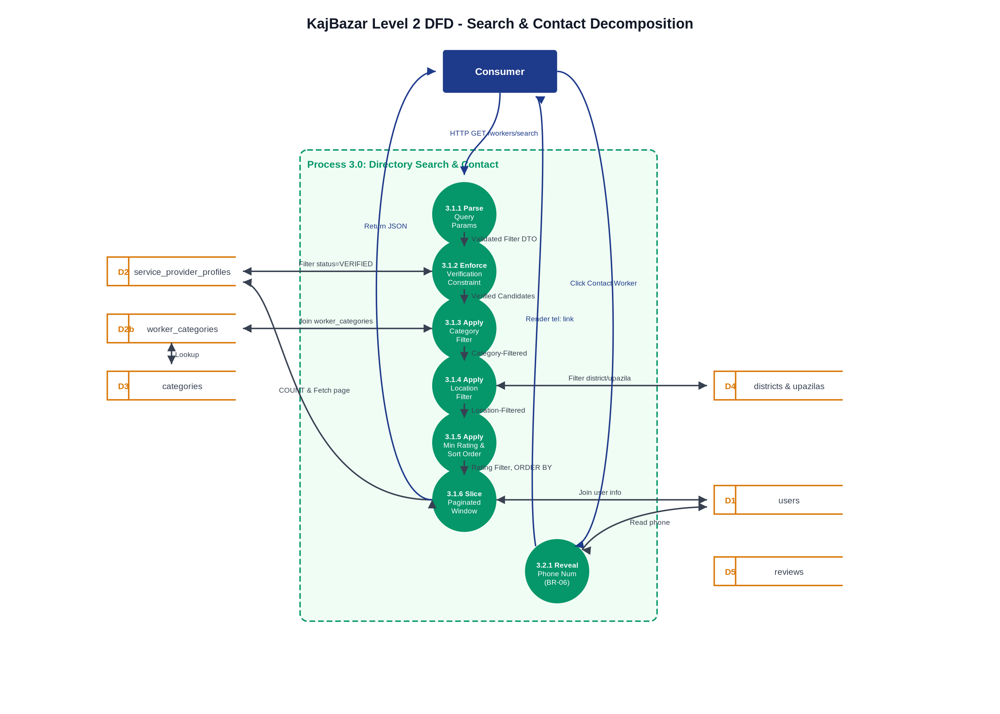 KajBazar Level 2 DFD - Search & Contact Decomposition
Consumer
HTTP GET /workers/search
Process 3.0: Directory Search & Contact
3.1.1 Parse
Query
Params
Return JSON
Validated Filter DTO
D2 service_provider_profiles
Filter status=VERIFIED
3.1.2 Enforce
Verification
Constraint
Click Contact Worker
Verified Candidates
Render tel: link
D2b worker_categories
Join worker_categories
3.1.3 Apply
Category
Filter
Lookup
Category-Filtered
D3 categories
COUNT & Fetch page
3.1.4 Apply
Location
Filter
Filter district/upazila
D4 districts & upazilas
Location-Filtered
3.1.5 Apply
Min Rating &
Sort Order
Rating Filter, ORDER BY
3.1.6 Slice
Paginated
Window
Join user info
D1 users
Read phone
3.2.1 Reveal
Phone Num
(BR-06)
D5 reviews